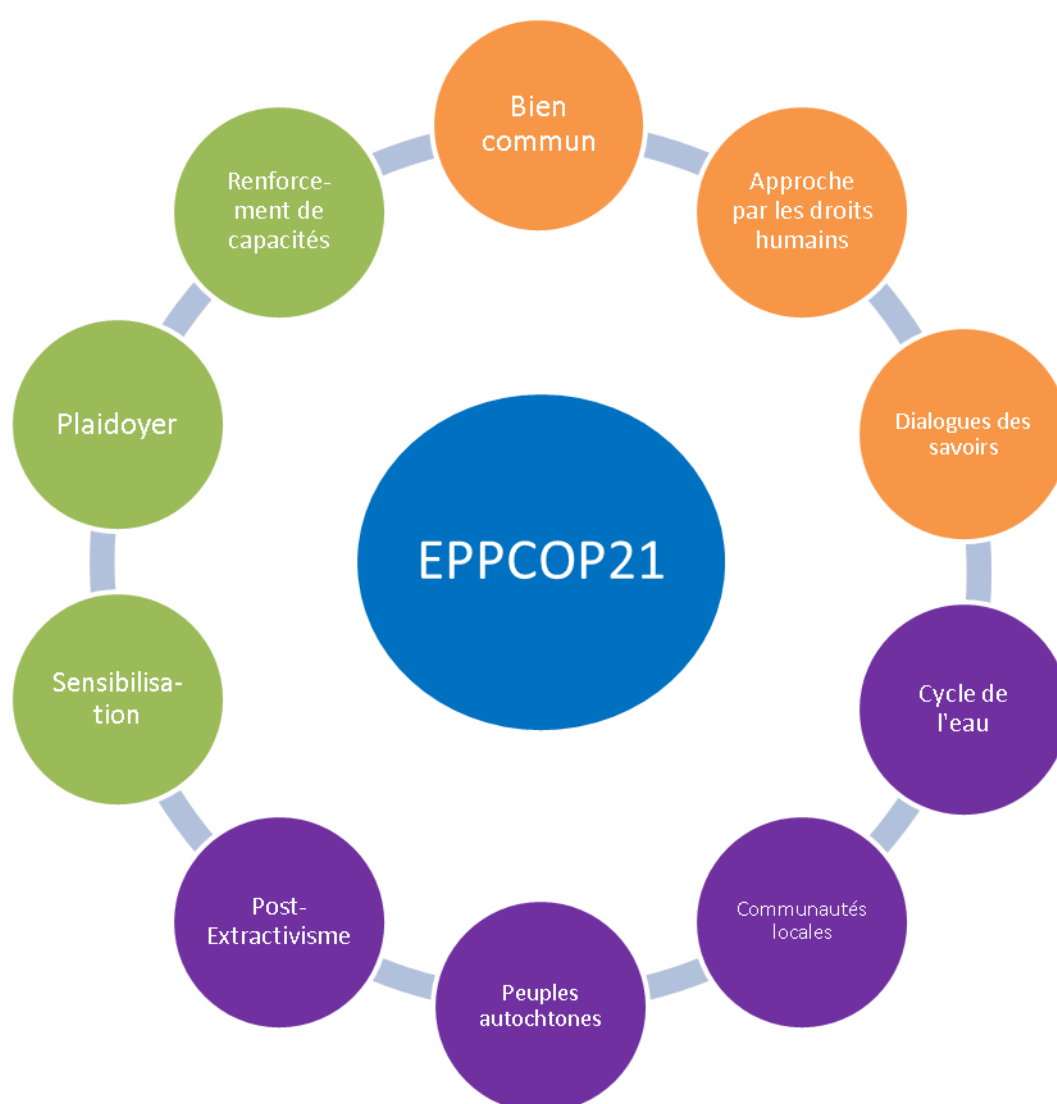 Bien
commun
Approche
par les droits
humains
Dialogues des
savoirs
Cycle de
l'eau
Communautés
locales
Peuples
autochtones
Post-
Extractivisme
Sensibilisa-
tion
Plaidoyer
Renforce-
ment de
capacités
EPPCOP21